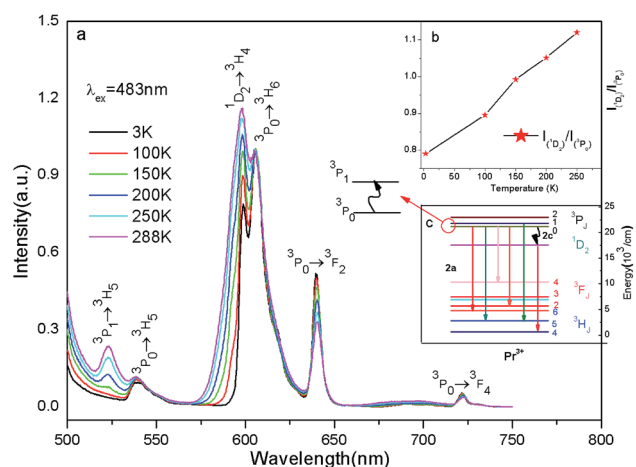 a
λex=483nm
3K
100K
150K
200K
250K
288K
³P₁→³H₅
³P₀→³H₅
¹D₂→³H₄
³P₀→³H₆
³P₀→³F₂
³P₀→³F₄
Intensity(a.u.)
1.5
1.2
0.9
0.6
0.3
0.0
500 550 600 650 700 750 800
Wavelength(nm)
b
1.1
1.0
0.9
0.8
0 50 100 150 200 250
Temperature (K)
I(¹D₂)/I(³P₀)
I(¹D₂)/I(³P₀)
³P₁
³P₀
c
2
1
0
³PJ
2c
¹D₂
2a
4
3
2
6
5
4
³FJ
³HJ
Pr³⁺
25
20
15
10
5
0
Energy(10³/cm)